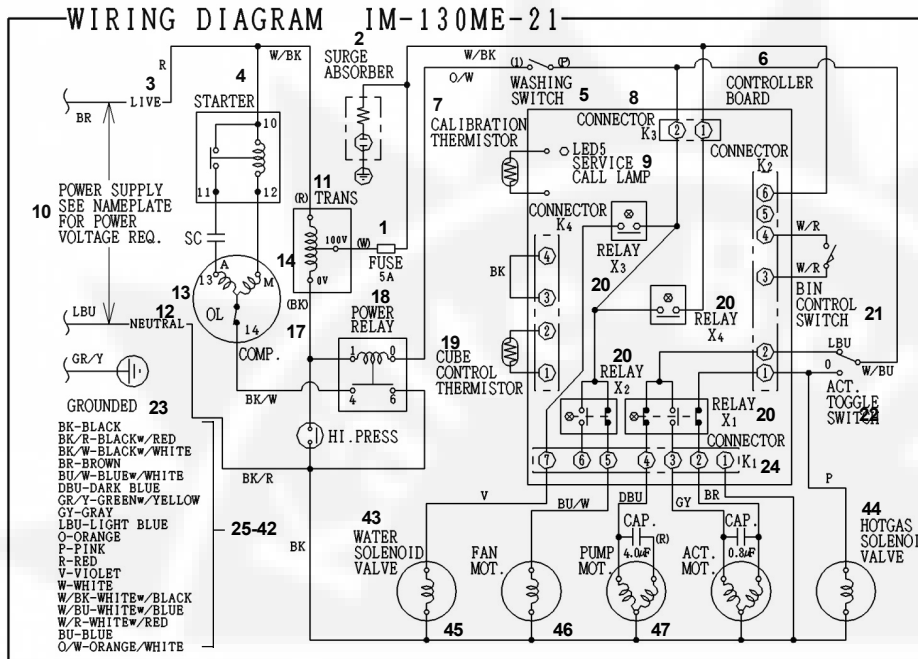 WIRING DIAGRAM IM-130ME-21
2
SURGE
ABSORBER
W/BK
W/BK
O/W
(1) (P)
WASHING
SWITCH
5
6
CONTROLLER
BOARD
R
3
LIVE
BR
4
STARTER
10
11 12
10
POWER SUPPLY
SEE NAMEPLATE
FOR POWER
VOLTAGE REQ.
SC
A
M
13
13
OL
14
COMP.
11
TRANS
(R)
100V
(W)
14
0V
(BK)
1
FUSE
5A
17
18
POWER
RELAY
1 0
4 6
BK/W
HI.PRESS
BK/R
BK
LBU
12
NEUTRAL
GR/Y
GROUNDED 23
7
CALIBRATION
THERMISTOR
8
CONNECTOR
K3
2 1
LED5
SERVICE 9
CALL LAMP
CONNECTOR
K4
4
3
2
1
BK
RELAY
X3
20
20
RELAY
X4
19
CUBE
CONTROL
THERMISTOR
20
RELAY
X2
RELAY
X1
20
CONNECTOR
K2
6
5
4
3
2
1
W/R
W/R
BIN
CONTROL
SWITCH
21
LBU
0
W/BU
ACT.
TOGGLE
SWITCH
22
CONNECTOR
K1
24
7 6 5 4 3 2 1
V
BU/W
DBU
GY
BR
P
43
WATER
SOLENOID
VALVE
45
FAN
MOT.
46
CAP.
4.0μF
(R)
PUMP
MOT.
47
CAP.
0.8μF
ACT.
MOT.
44
HOTGAS
SOLENOID
VALVE
BK-BLACK
BK/R-BLACKw/RED
BK/W-BLACKw/WHITE
BR-BROWN
BU/W-BLUEw/WHITE
DBU-DARK BLUE
GR/Y-GREENw/YELLOW
GY-GRAY
LBU-LIGHT BLUE
O-ORANGE
P-PINK
R-RED
V-VIOLET
W-WHITE
W/BK-WHITEw/BLACK
W/BU-WHITEw/BLUE
W/R-WHITEw/RED
BU-BLUE
O/W-ORANGE/WHITE
25-42